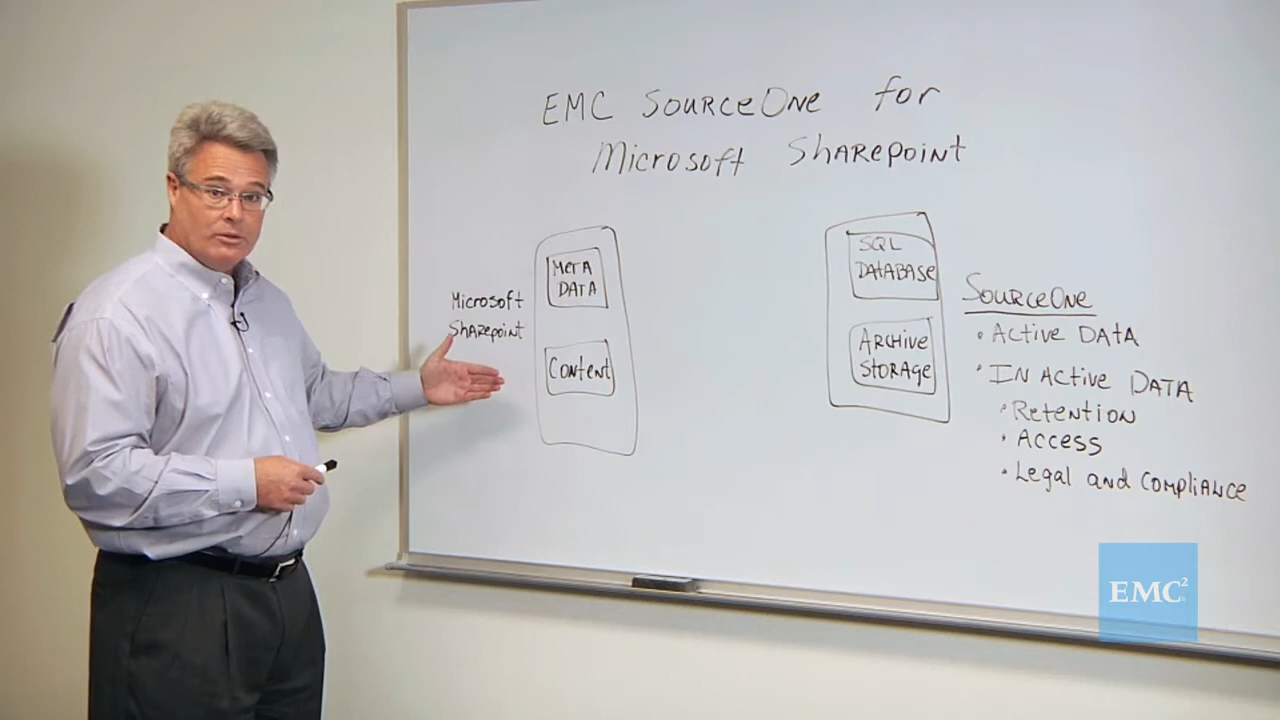 EMC SourceOne for
Microsoft Sharepoint
Microsoft
Sharepoint
Meta
Data
Content
SQL
Database
Archive
Storage
SourceOne
• Active Data
• In Active Data
• Retention
• Access
• Legal and Compliance
EMC²